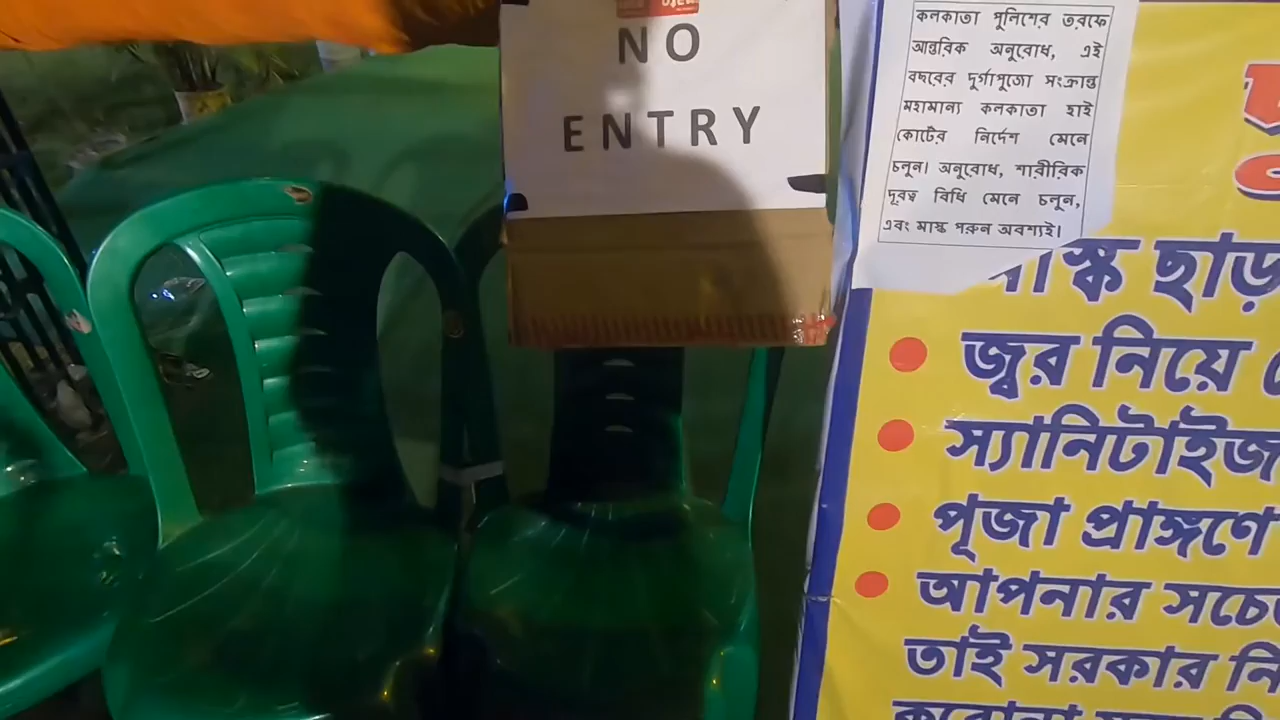 NO
ENTRY
কলকাতা পুলিশের তরফে
আন্তরিক অনুরোধ, এই
বছরের দুর্গাপুজো সংক্রান্ত
মহামান্য কলকাতা হাই
কোর্টের নির্দেশ মেনে
চলুন। অনুরোধ, শারীরিক
দূরত্ব বিধি মেনে চলুন,
এবং মাস্ক পরুন অবশ্যই।
মাস্ক ছাড়
জ্বর নিয়ে
স্যানিটাইজ
পূজা প্রাঙ্গণে
আপনার সচে
তাই সরকার নি